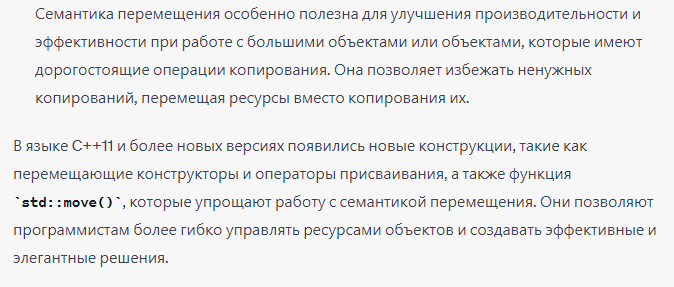 Семантика перемещения особенно полезна для улучшения производительности и
эффективности при работе с большими объектами или объектами, которые имеют
дорогостоящие операции копирования. Она позволяет избежать ненужных
копирований, перемещая ресурсы вместо копирования их.
В языке C++11 и более новых версиях появились новые конструкции, такие как
перемещающие конструкторы и операторы присваивания, а также функция
`std::move()`, которые упрощают работу с семантикой перемещения. Они позволяют
программистам более гибко управлять ресурсами объектов и создавать эффективные и
элегантные решения.